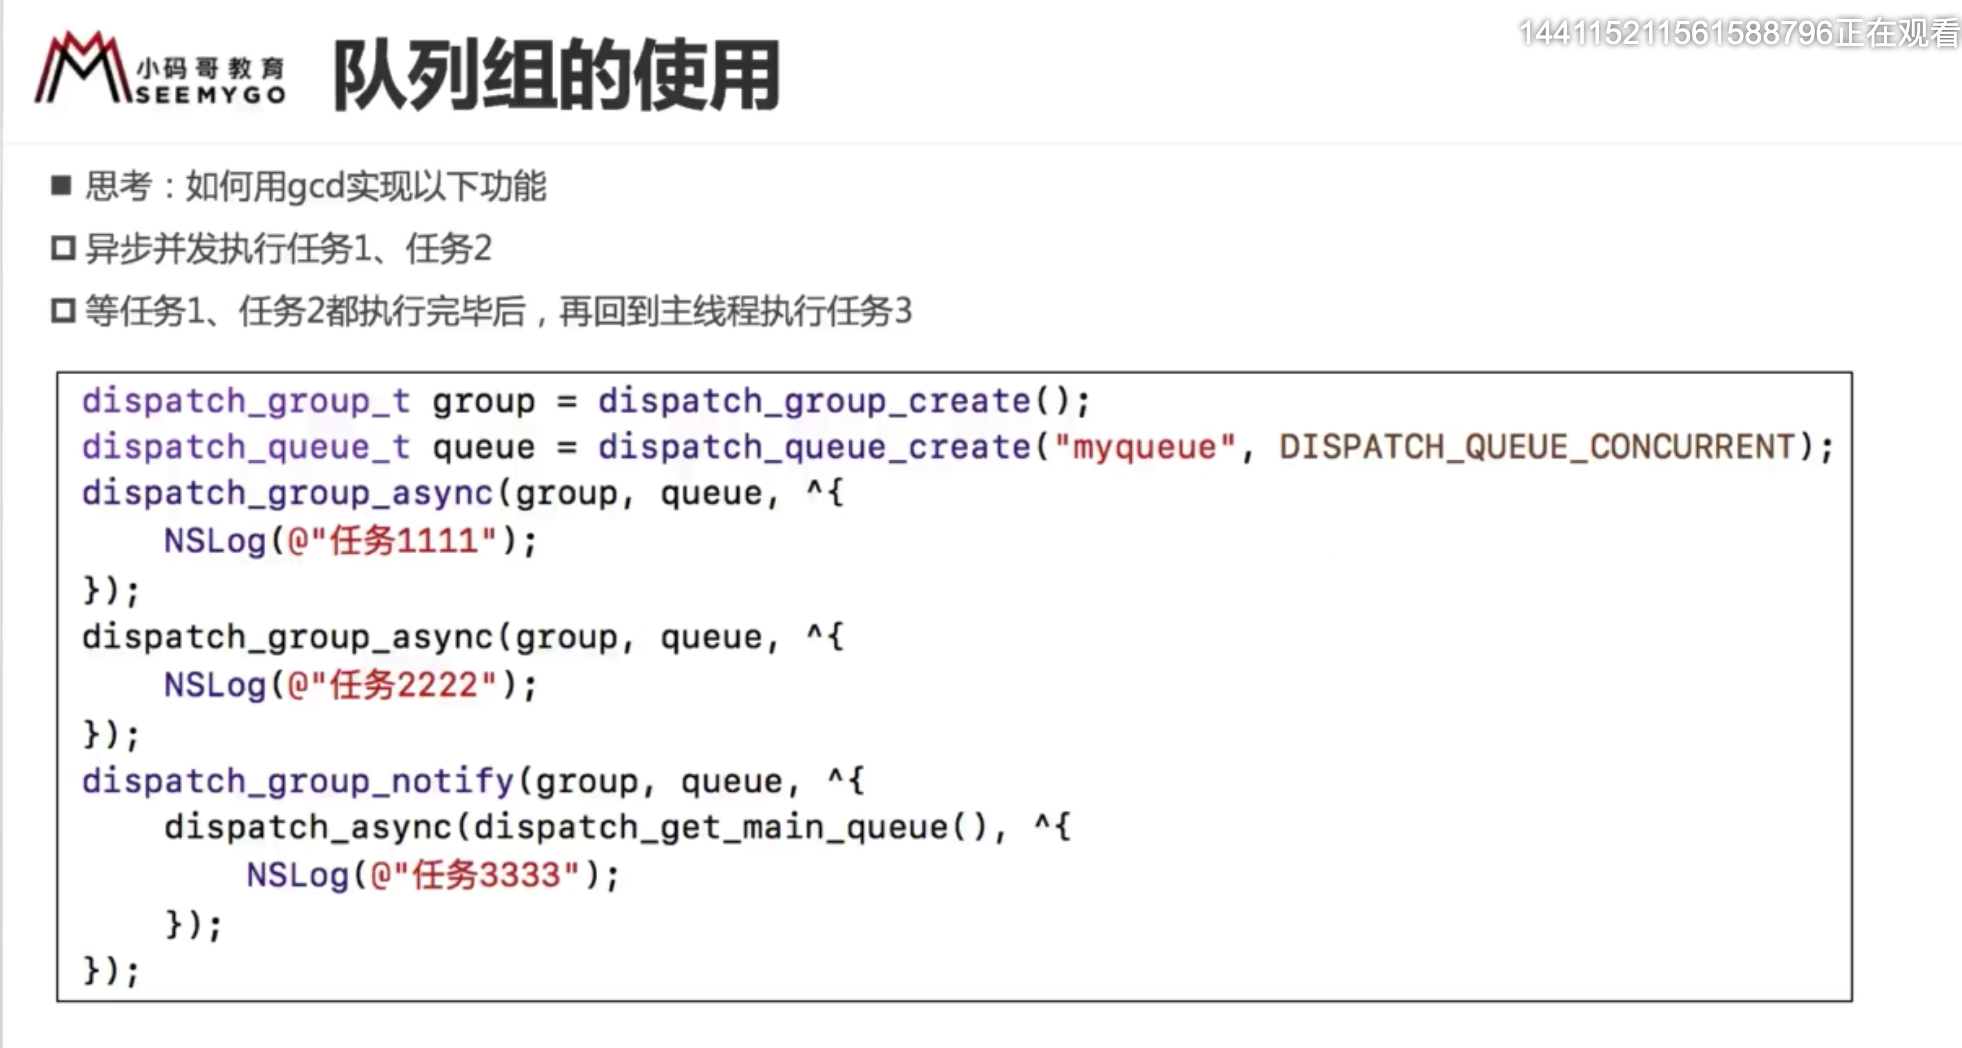 144115211561588796正在观看
小码哥教育
SEEMYGO
队列组的使用
思考：如何用gcd实现以下功能
异步并发执行任务1、任务2
等任务1、任务2都执行完毕后，再回到主线程执行任务3
dispatch_group_t group = dispatch_group_create();
dispatch_queue_t queue = dispatch_queue_create("myqueue", DISPATCH_QUEUE_CONCURRENT);
dispatch_group_async(group, queue, ^{
    NSLog(@"任务1111");
});
dispatch_group_async(group, queue, ^{
    NSLog(@"任务2222");
});
dispatch_group_notify(group, queue, ^{
    dispatch_async(dispatch_get_main_queue(), ^{
        NSLog(@"任务3333");
    });
});